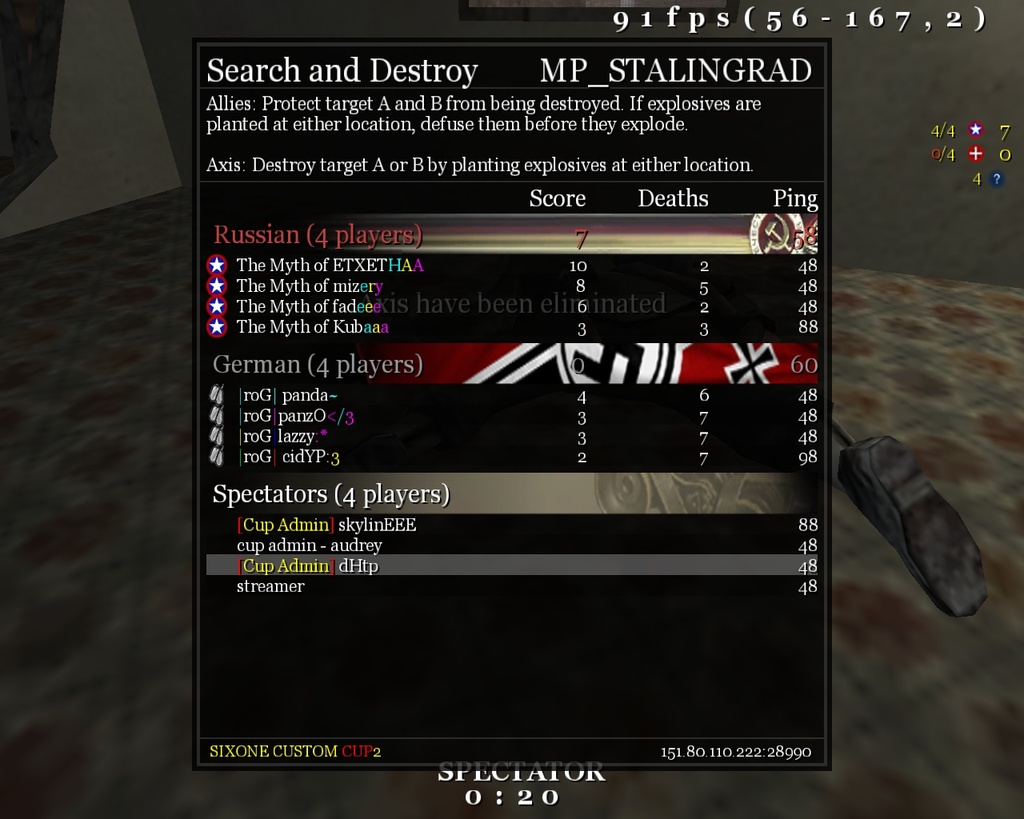 91fps(56-167,2)
Search and Destroy MP_STALINGRAD
Allies: Protect target A and B from being destroyed. If explosives are
planted at either location, defuse them before they explode.
Axis: Destroy target A or B by planting explosives at either location.
4/4 7
0/4 0
4 ?
Score Deaths Ping
Russian (4 players) 7 58
The Myth of ETXETHAA 10 2 48
The Myth of mizery 8 5 48
Axis have been eliminated
The Myth of fadeee 6 2 48
The Myth of Kubaaa 3 3 88
German (4 players) 0 60
|roG| panda~ 4 6 48
|roG|panzO</3 3 7 48
|roG|lazzy:* 3 7 48
|roG| cidYP:3 2 7 98
Spectators (4 players)
[Cup Admin] skylinEEE 88
cup admin - audrey 48
[Cup Admin] dHtp 48
streamer 48
SIXONE CUSTOM CUP2 151.80.110.222:28990
SPECTATOR
0:20